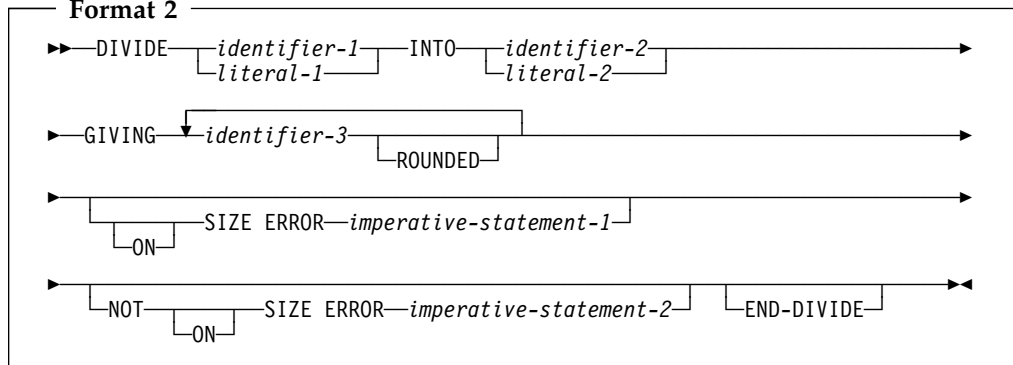 Format 2
DIVIDE identifier-1 INTO identifier-2
literal-1 literal-2
GIVING identifier-3
ROUNDED
SIZE ERROR imperative-statement-1
ON
NOT SIZE ERROR imperative-statement-2 END-DIVIDE
ON